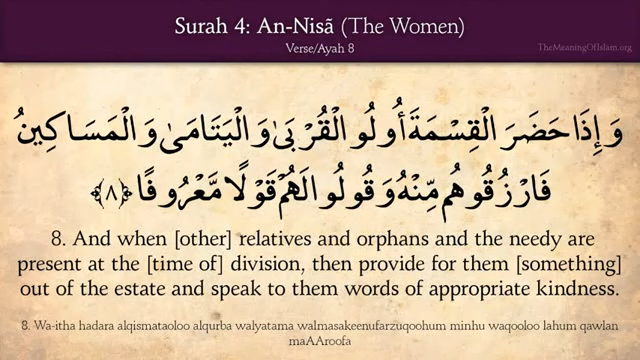 Surah 4: An-Nisã (The Women)
Verse/Ayah 8
TheMeaningOfIslam.org
وَإِذَا حَضَرَ الْقِسْمَةَ أُولُو الْقُرْبَىٰ وَالْيَتَامَىٰ وَالْمَسَاكِينُ
فَارْزُقُوهُم مِّنْهُ وَقُولُوا لَهُمْ قَوْلًا مَّعْرُوفًا ﴿٨﴾
8. And when [other] relatives and orphans and the needy are
present at the [time of] division, then provide for them [something]
out of the estate and speak to them words of appropriate kindness.
8. Wa-itha hadara alqismataoloo alqurba walyatama walmasakeenufarzuqoohum minhu waqooloo lahum qawlan
maAAroofa